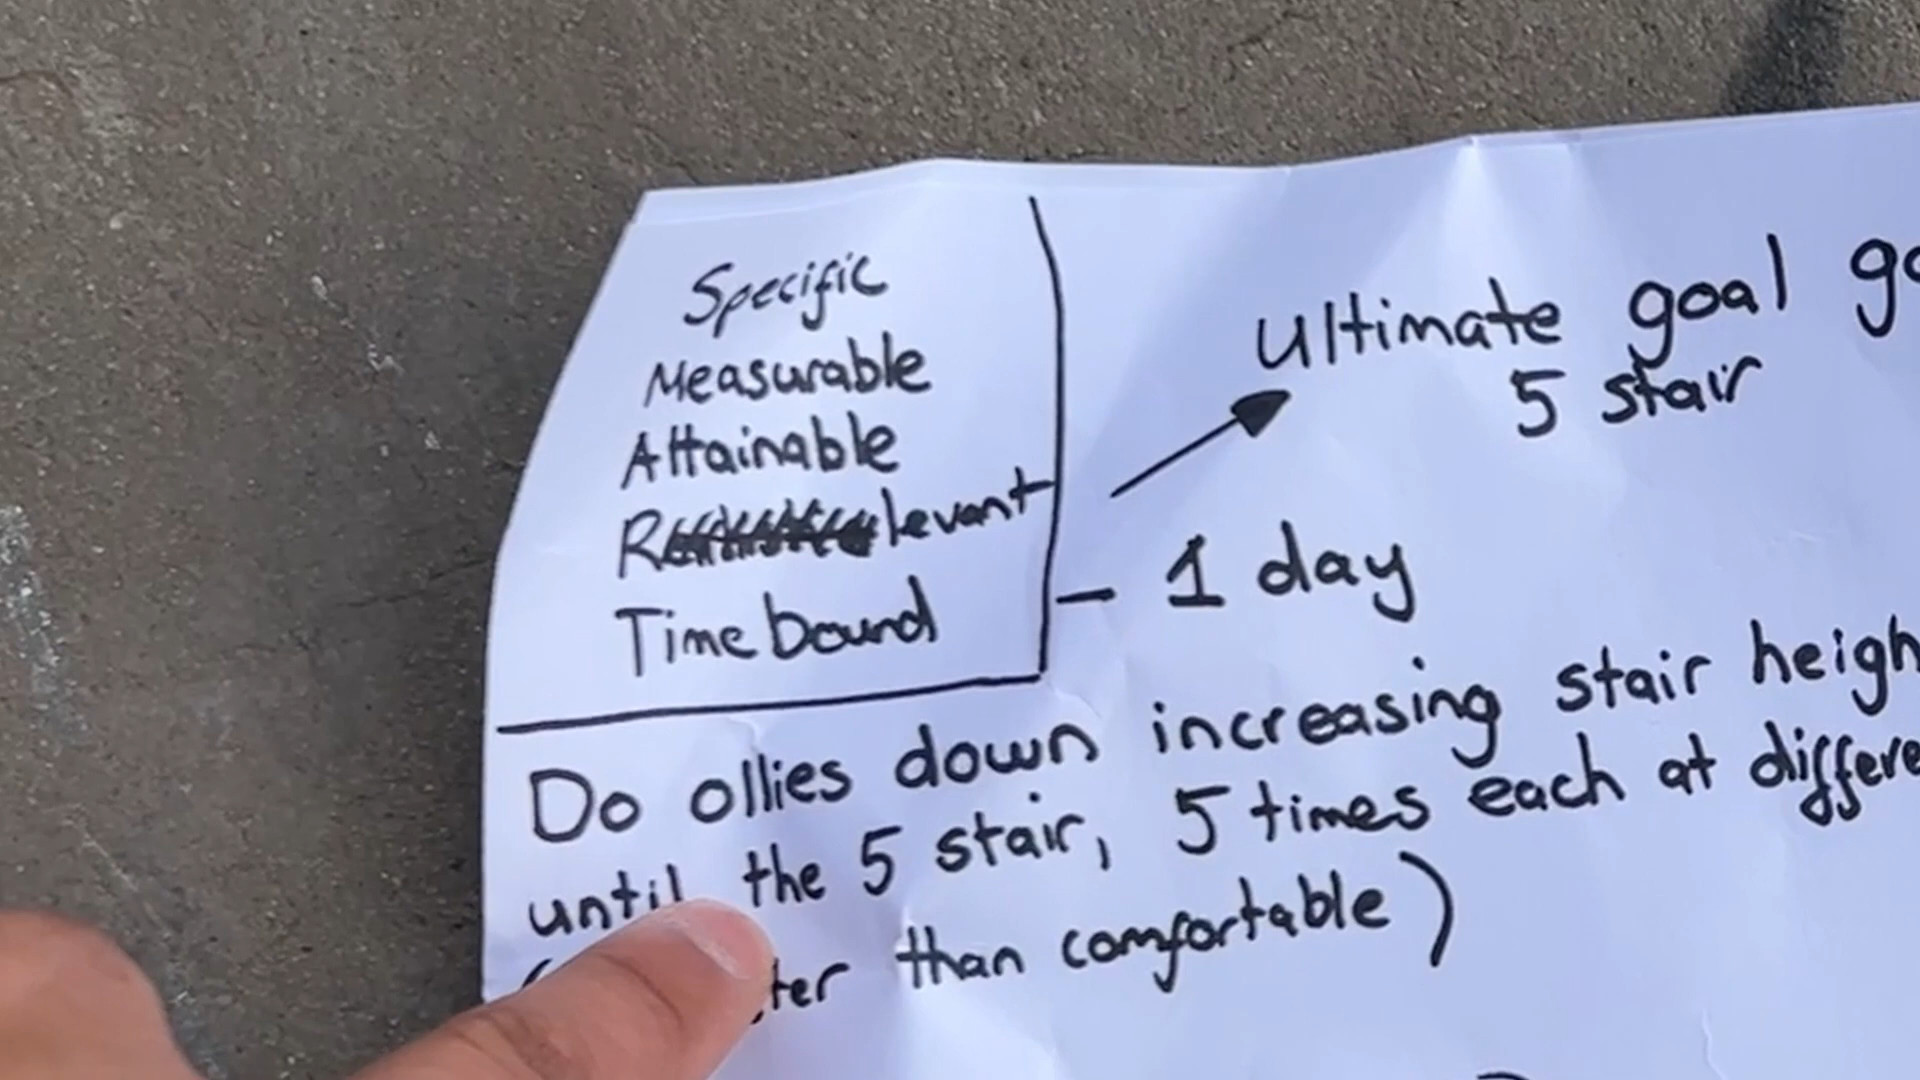 Specific
Measurable
Attainable
Relevant
Time bound
Ultimate goal
5 stair
- 1 day
Do ollies down increasing stair
until the 5 stair, 5 times each at
than comfortable)